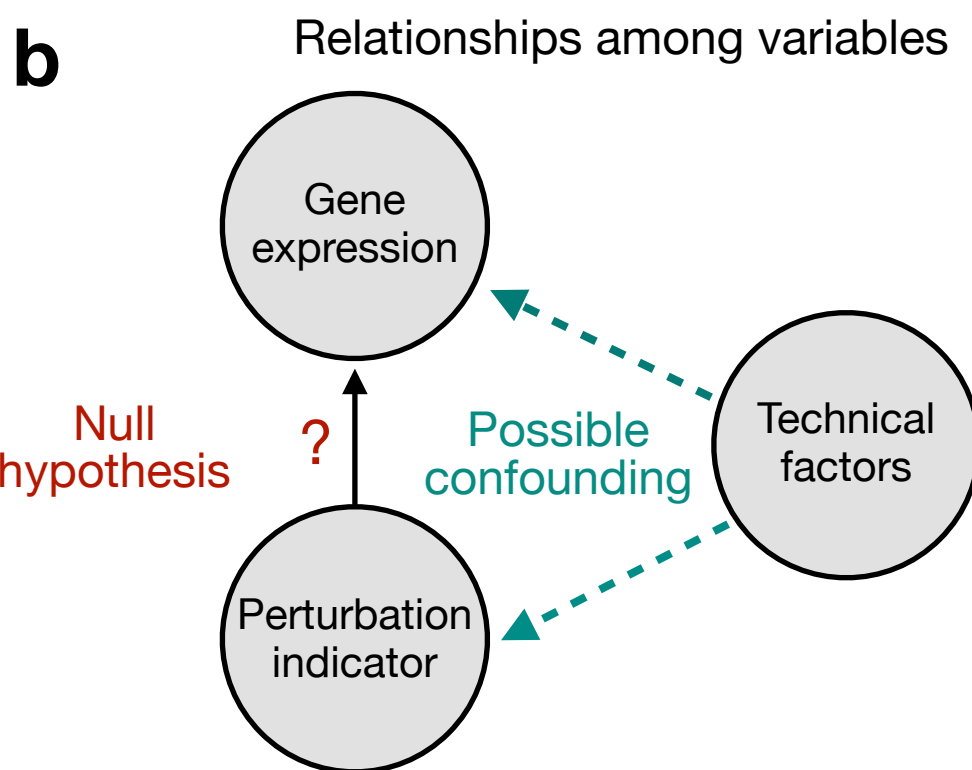 b
Relationships among variables
Gene
expression
Null
hypothesis
?
Possible
confounding
Technical
factors
Perturbation
indicator